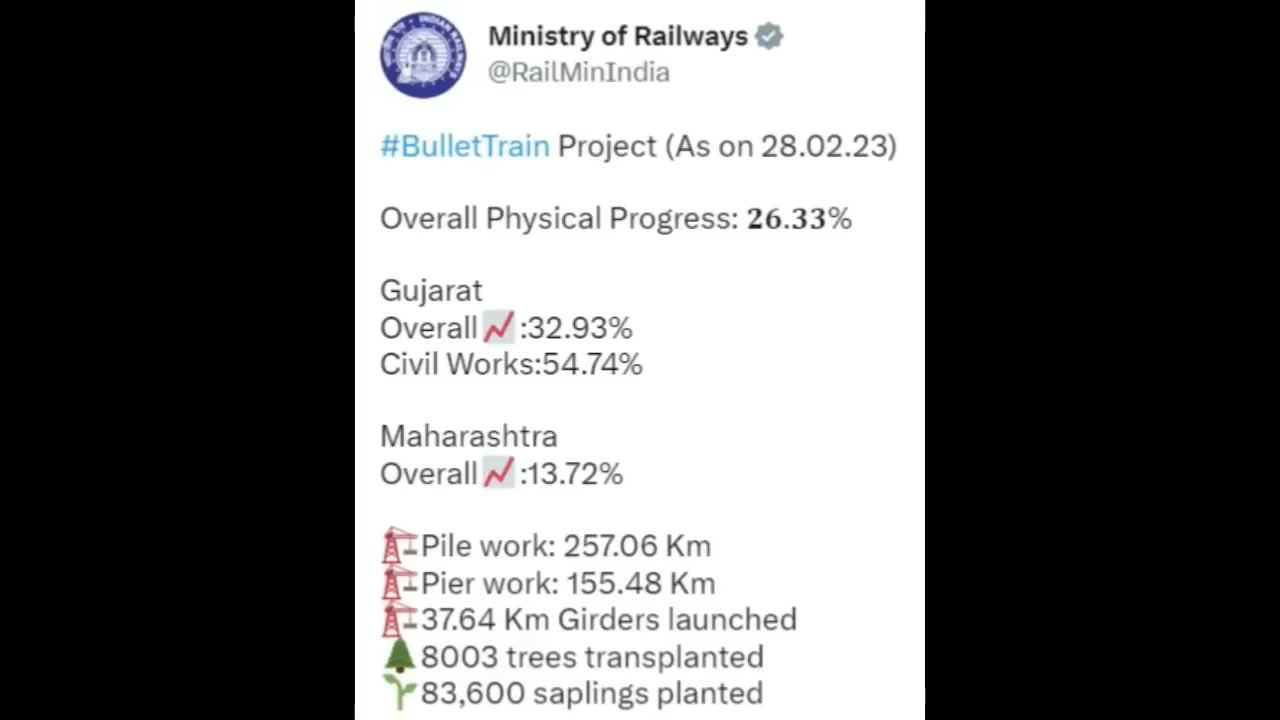 Ministry of Railways
@RailMinIndia
#BulletTrain Project (As on 28.02.23)
Overall Physical Progress: 26.33%
Gujarat
Overall📈:32.93%
Civil Works:54.74%
Maharashtra
Overall📈:13.72%
🏗Pile work: 257.06 Km
🏗Pier work: 155.48 Km
🏗37.64 Km Girders launched
🌲8003 trees transplanted
🌱83,600 saplings planted